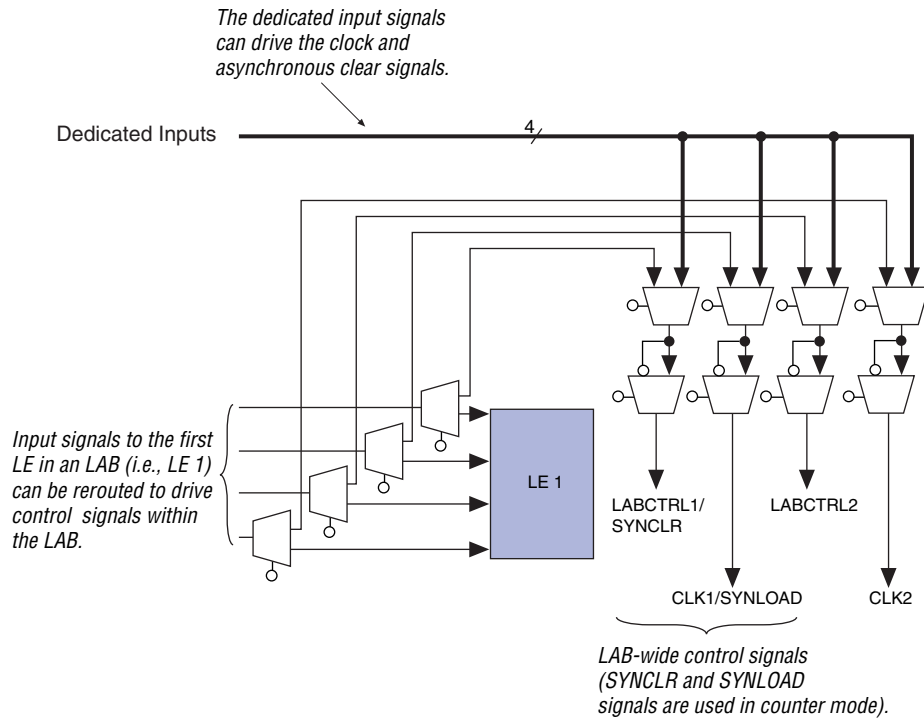 The dedicated input signals
can drive the clock and
asynchronous clear signals.
Dedicated Inputs
4
Input signals to the first
LE in an LAB (i.e., LE 1)
can be rerouted to drive
control signals within
the LAB.
LE 1
LABCTRL1/
SYNCLR
LABCTRL2
CLK1/SYNLOAD
CLK2
LAB-wide control signals
(SYNCLR and SYNLOAD
signals are used in counter mode).